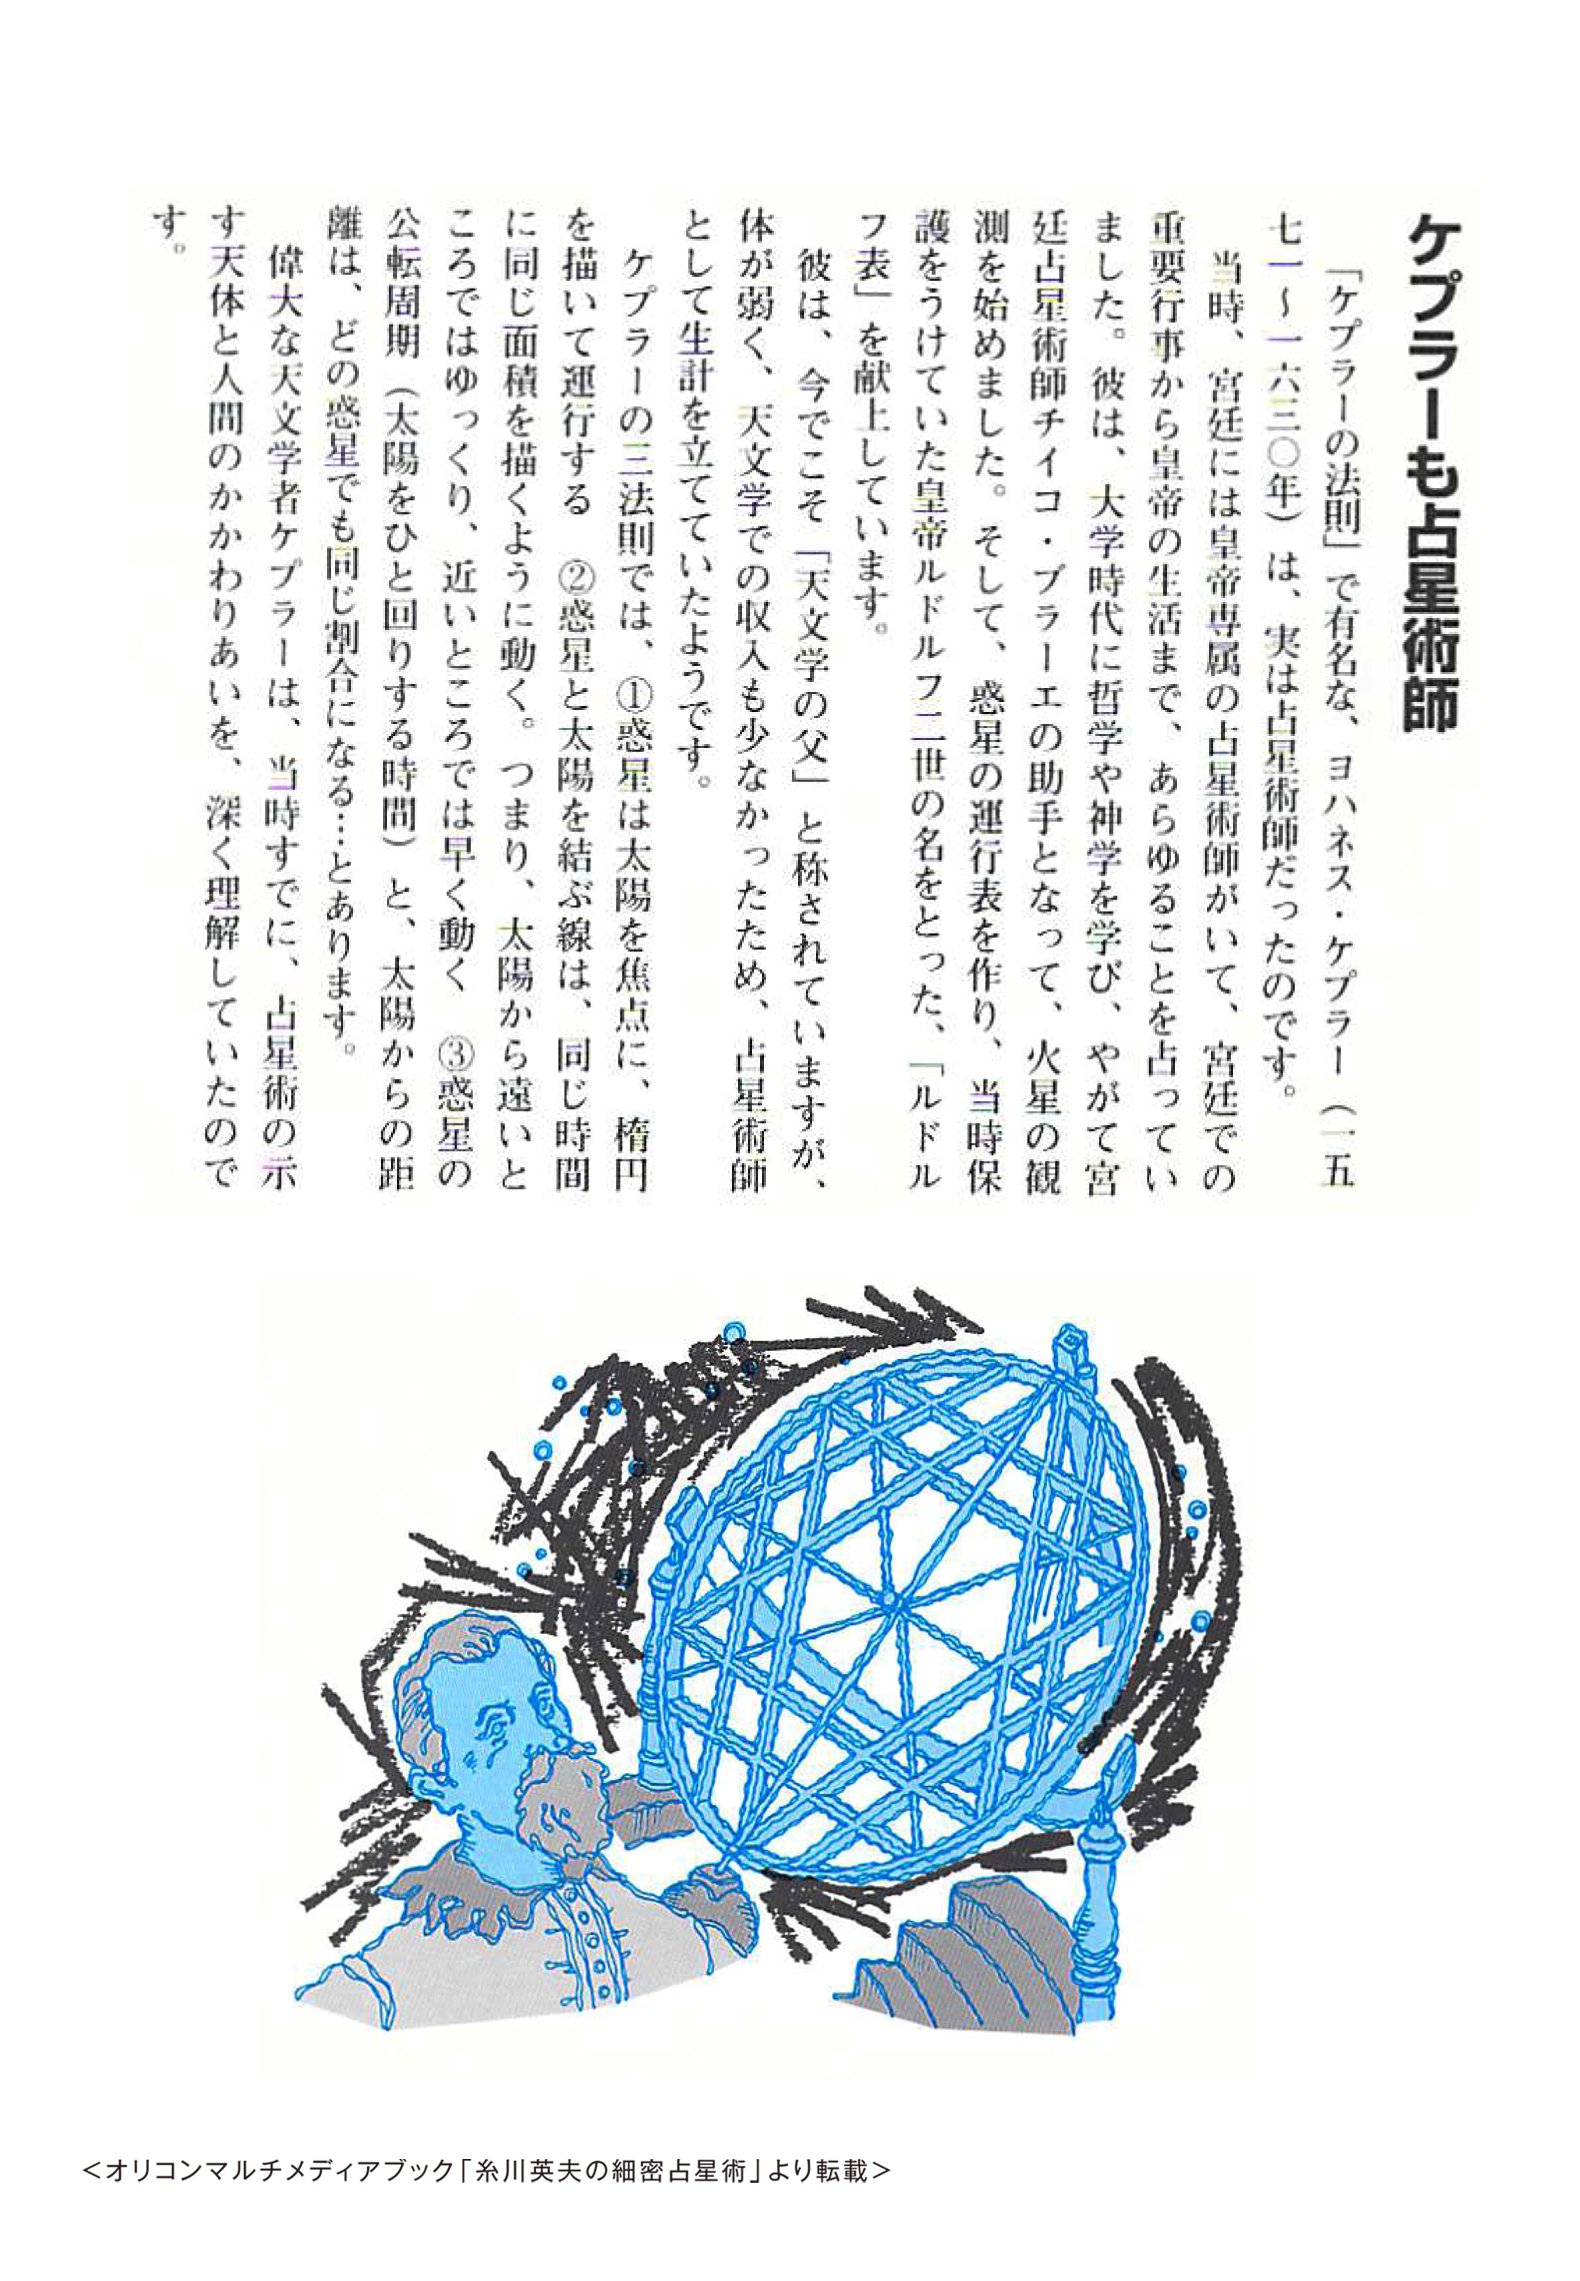 ケプラーも占星術師
「ケプラーの法則」で有名な、ヨハネス・ケプラー（一五
七一～一六三〇年）は、実は占星術師だったのです。
当時、宮廷には皇帝専属の占星術師がいて、宮廷での
重要行事から皇帝の生活まで、あらゆることを占ってい
ました。彼は、大学時代に哲学や神学を学び、やがて宮
廷占星術師チイコ・ブラーエの助手となって、火星の観
測を始めました。そして、惑星の運行表を作り、当時保
護をうけていた皇帝ルドルフ二世の名をとった、「ルドル
フ表」を献上しています。
彼は、今でこそ「天文学の父」と称されていますが、
体が弱く、天文学での収入も少なかったため、占星術師
として生計を立てていたようです。
ケプラーの三法則では、①惑星は太陽を焦点に、楕円
を描いて運行する　②惑星と太陽を結ぶ線は、同じ時間
に同じ面積を描くように動く。つまり、太陽から遠いと
ころではゆっくり、近いところでは早く動く　③惑星の
公転周期（太陽をひと回りする時間）と、太陽からの距
離は、どの惑星でも同じ割合になる…とあります。
偉大な天文学者ケプラーは、当時すでに、占星術の示
す天体と人間のかかわりあいを、深く理解していたので
す。
＜オリコンマルチメディアブック「糸川英夫の細密占星術」より転載＞